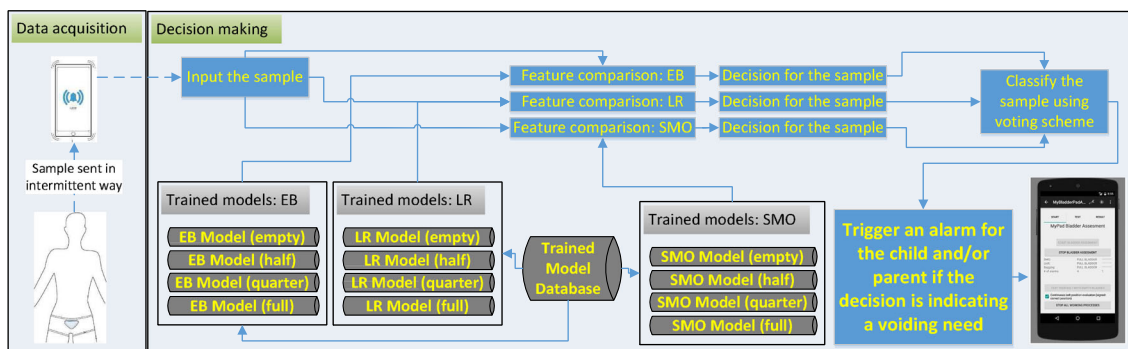 Data acquisition
Sample sent in
intermittent way
Decision making
Input the sample
Feature comparison: EB
Decision for the sample
Feature comparison: LR
Decision for the sample
Feature comparison: SMO
Decision for the sample
Classify the
sample using
voting scheme
Trained models: EB
EB Model (empty)
EB Model (half)
EB Model (quarter)
EB Model (full)
Trained models: LR
LR Model (empty)
LR Model (half)
LR Model (quarter)
LR Model (full)
Trained
Model
Database
Trained models: SMO
SMO Model (empty)
SMO Model (half)
SMO Model (quarter)
SMO Model (full)
Trigger an alarm for
the child and/or
parent if the
decision is indicating
a voiding need
MyPad Bladder Assesment
STOP BLADDER ASSESMENT